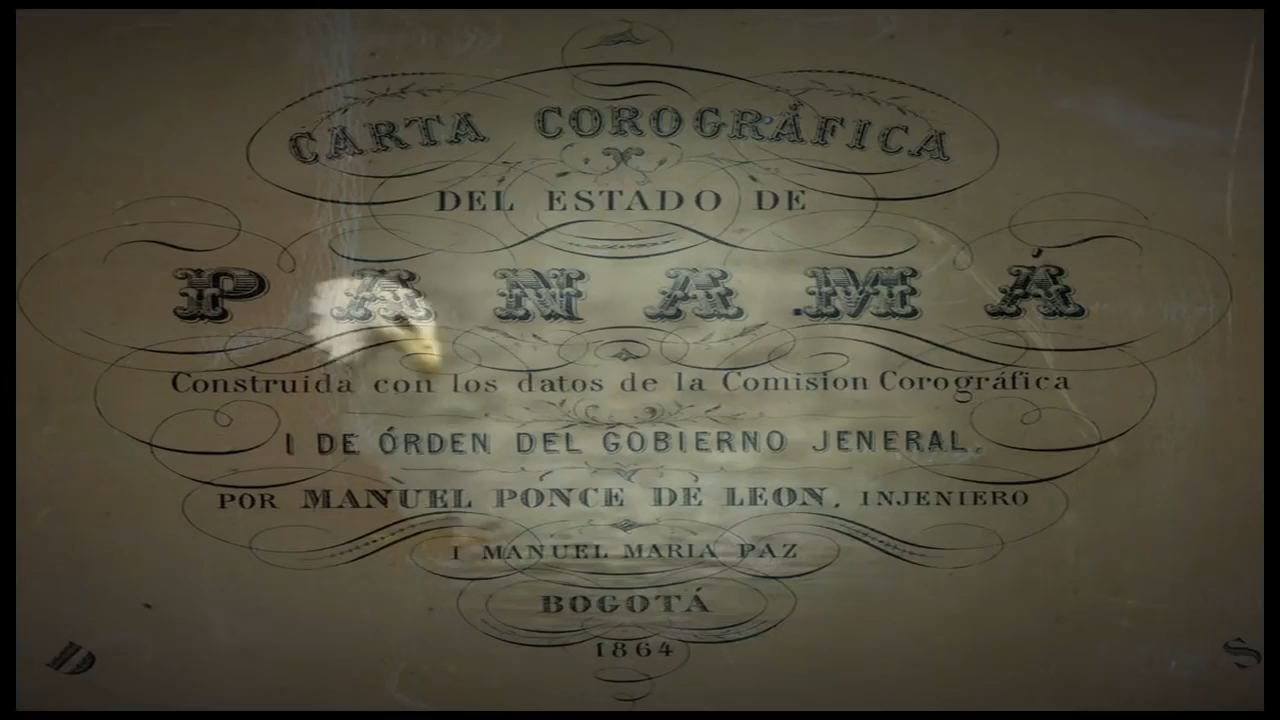 CARTA COROGRÁFICA
DEL ESTADO DE
PANAMÁ
Construida con los datos de la Comision Corográfica
I DE ÓRDEN DEL GOBIERNO JENERAL,
POR MANUEL PONCE DE LEON, INJENIERO
I MANUEL MARIA PAZ
BOGOTÁ
1864
D S